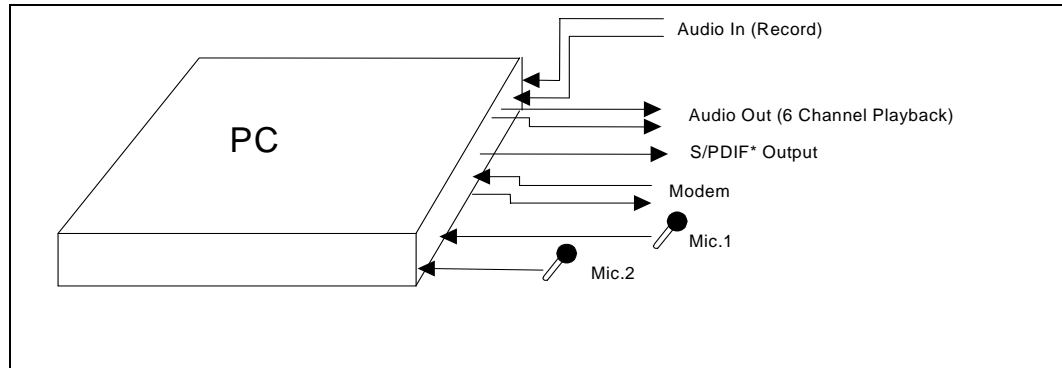 Audio In (Record)
Audio Out (6 Channel Playback)
PC
S/PDIF* Output
Modem
Mic.1
Mic.2